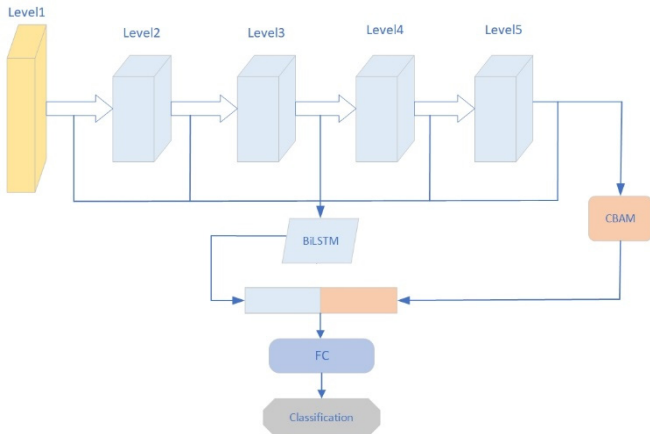 Level1
Level2
Level3
Level4
Level5
CBAM
BiLSTM
FC
Classification